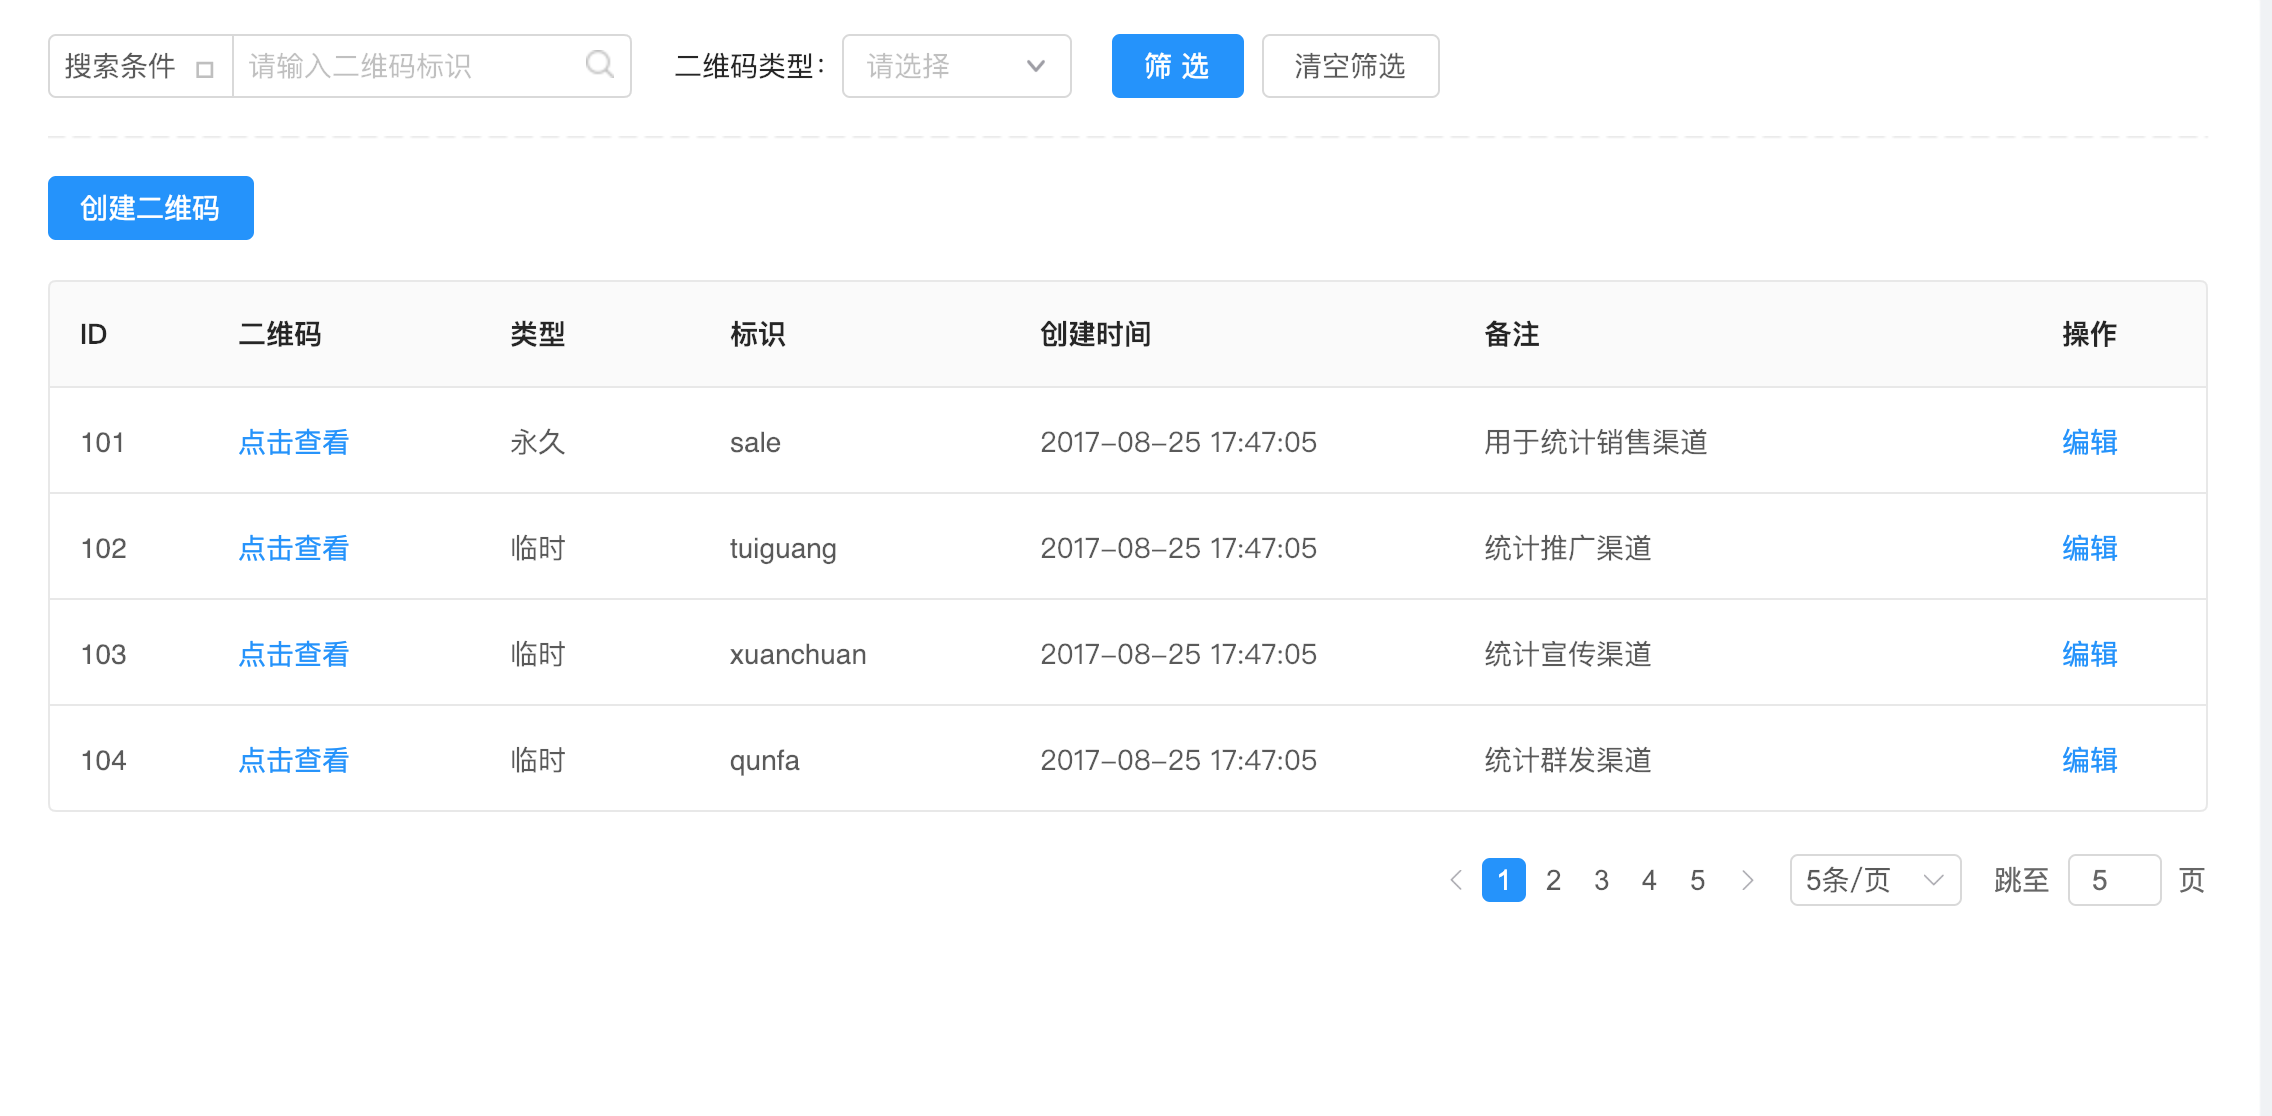 搜索条件 请输入二维码标识 二维码类型： 请选择 筛 选 清空筛选
创建二维码
ID 二维码 类型 标识 创建时间 备注 操作
101 点击查看 永久 sale 2017-08-25 17:47:05 用于统计销售渠道 编辑
102 点击查看 临时 tuiguang 2017-08-25 17:47:05 统计推广渠道 编辑
103 点击查看 临时 xuanchuan 2017-08-25 17:47:05 统计宣传渠道 编辑
104 点击查看 临时 qunfa 2017-08-25 17:47:05 统计群发渠道 编辑
1 2 3 4 5 5条/页 跳至 5 页